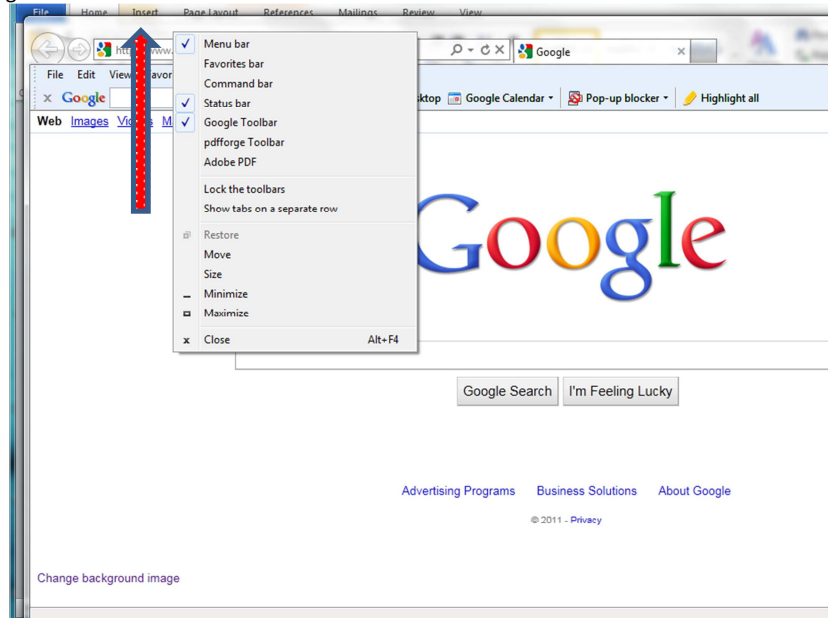 File Home Insert Page Layout References Mailings Review View
Google
File Edit View
Google
Google Calendar
Pop-up blocker
Highlight all
Web Images
Menu bar
Favorites bar
Command bar
Status bar
Google Toolbar
pdfforge Toolbar
Adobe PDF
Lock the toolbars
Show tabs on a separate row
Restore
Move
Size
Minimize
Maximize
Close Alt+F4
Google
Google Search I'm Feeling Lucky
Advertising Programs Business Solutions About Google
© 2011 - Privacy
Change background image